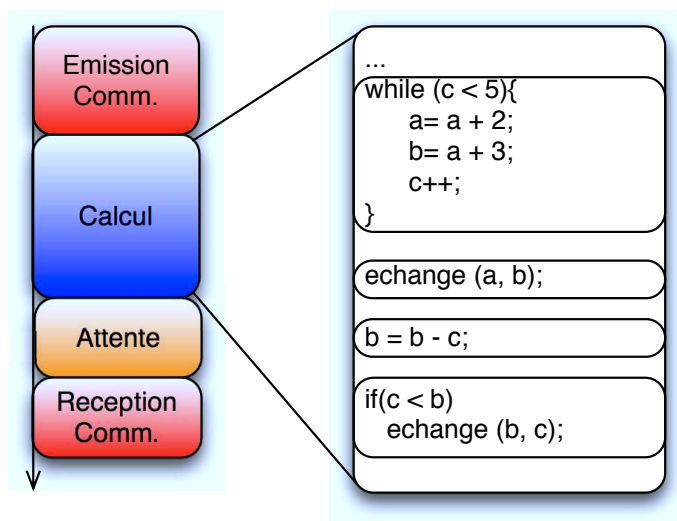 Emission
Comm.
Calcul
Attente
Reception
Comm.
...
while (c < 5){
a= a + 2;
b= a + 3;
c++;
}
echange (a, b);
b = b - c;
if(c < b)
echange (b, c);